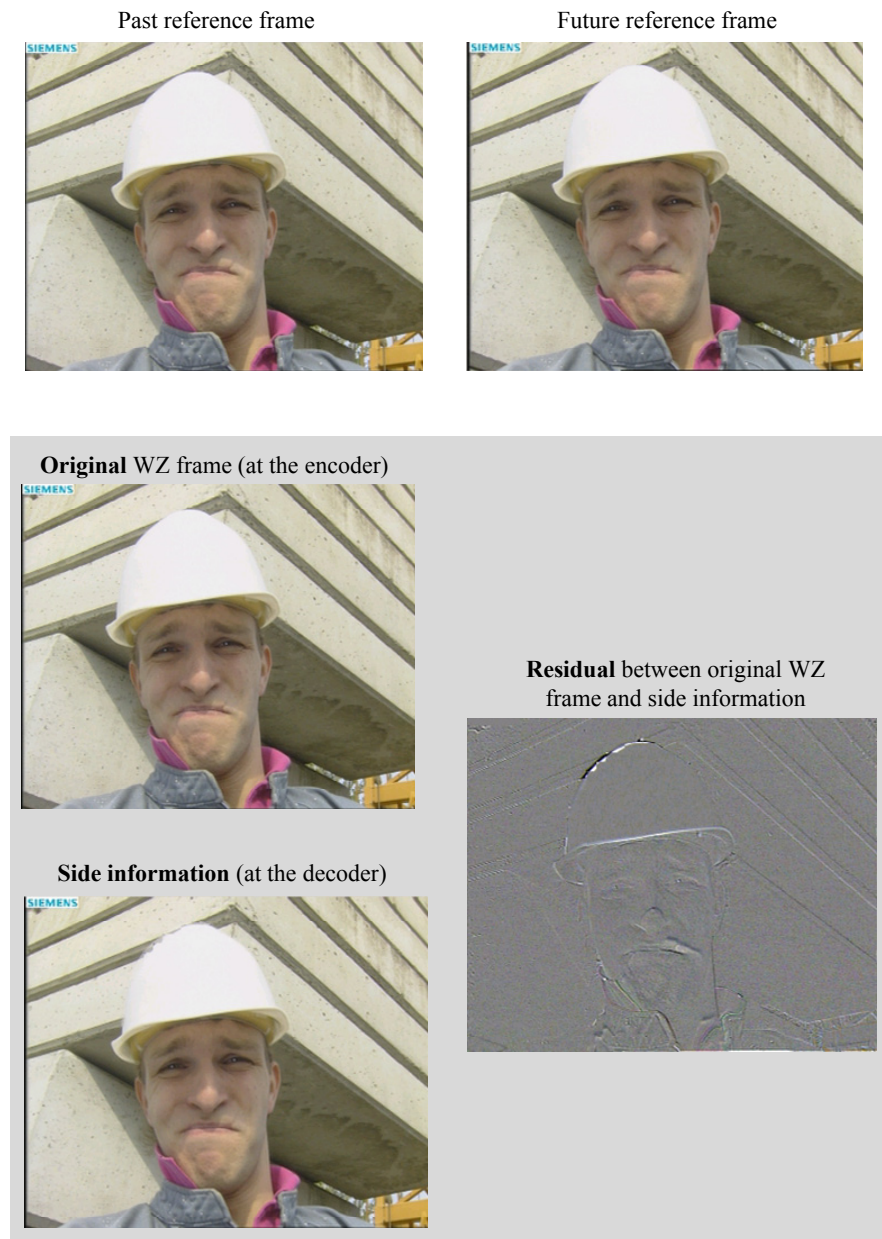 Past reference frame
Future reference frame
SIEMENS
SIEMENS
Original WZ frame (at the encoder)
SIEMENS
Residual between original WZ
frame and side information
Side information (at the decoder)
SIEMENS